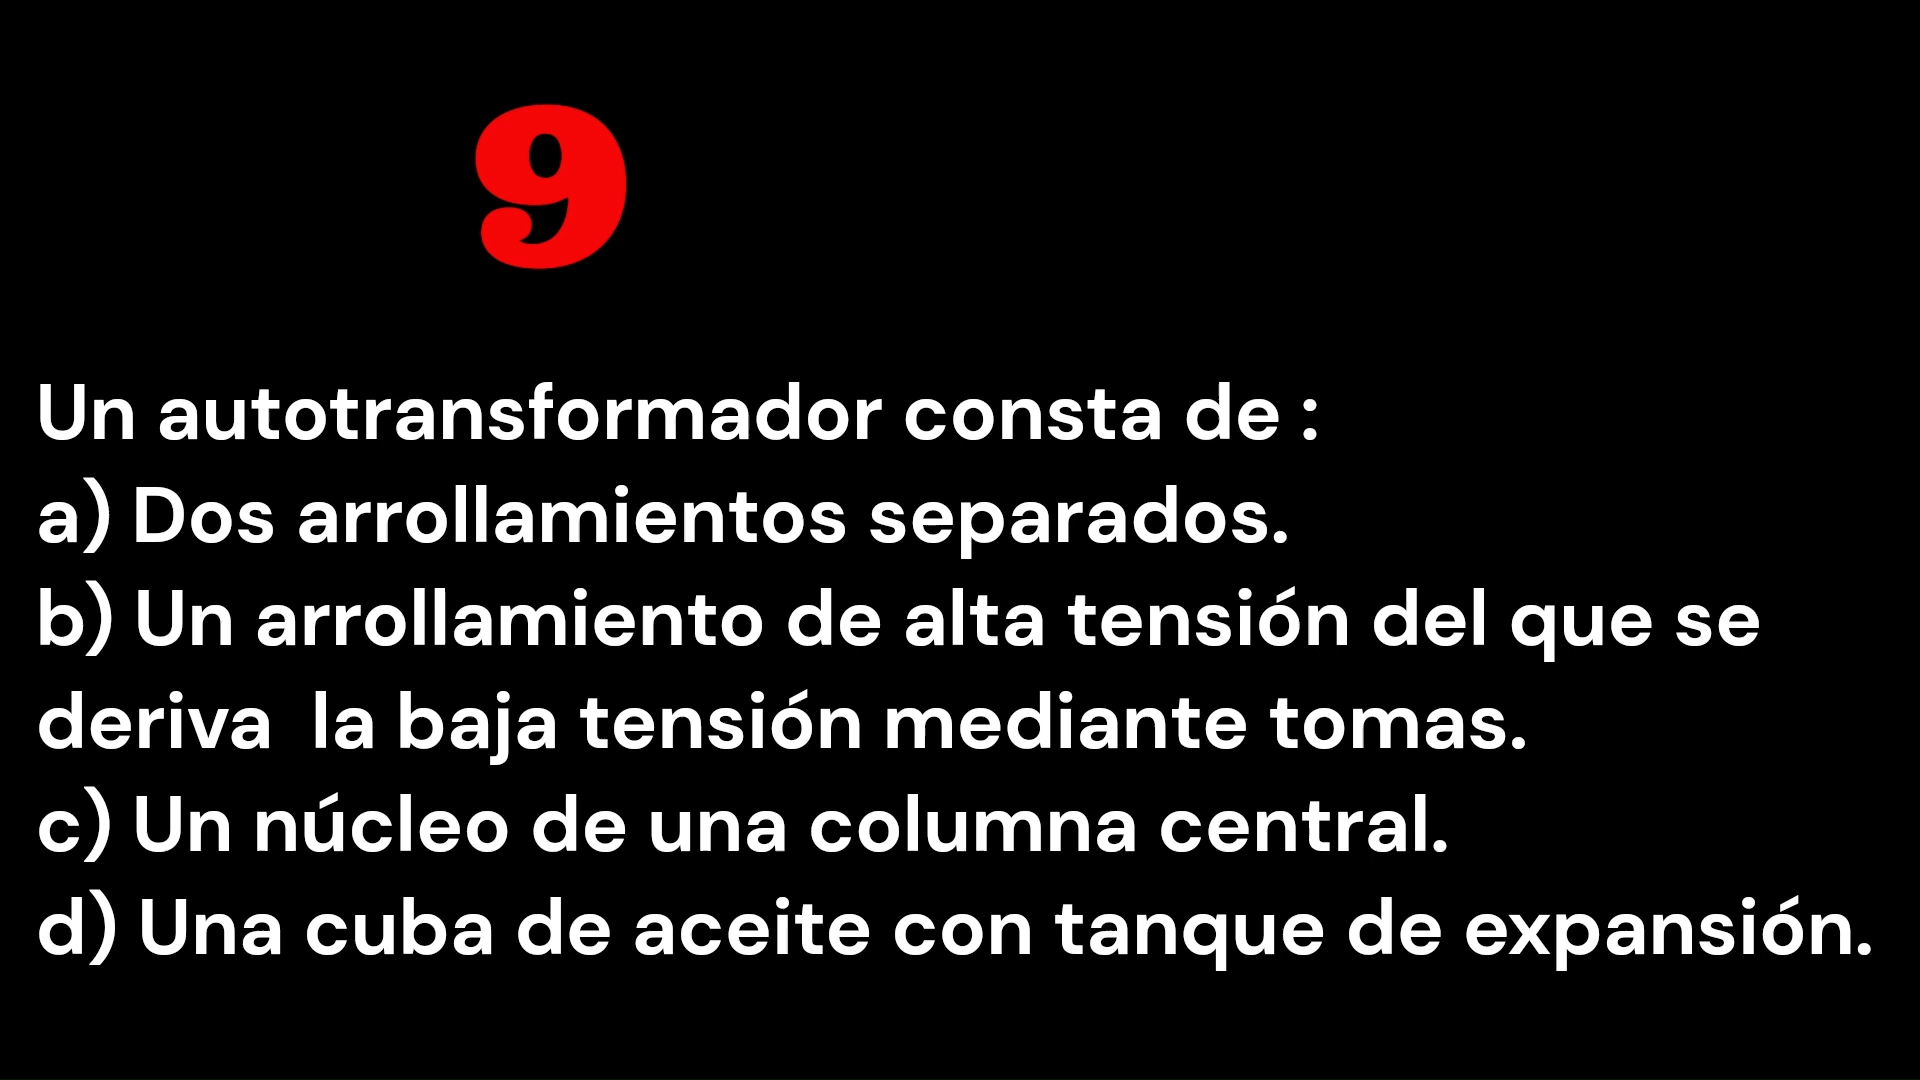 9
Un autotransformador consta de :
a) Dos arrollamientos separados.
b) Un arrollamiento de alta tensión del que se
deriva  la baja tensión mediante tomas.
c) Un núcleo de una columna central.
d) Una cuba de aceite con tanque de expansión.